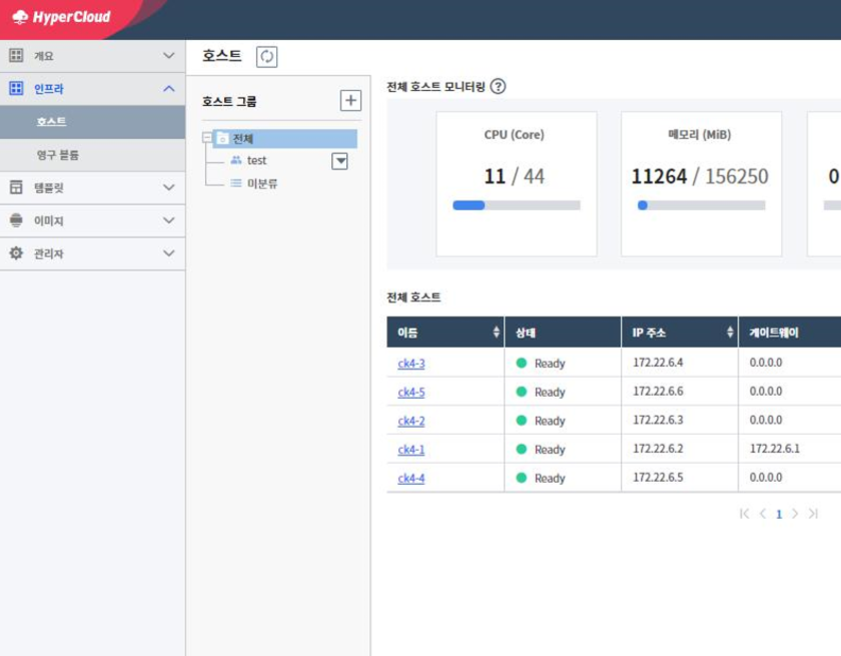 HyperCloud
개요
인프라
호스트
영구 볼륨
템플릿
이미지
관리자
호스트
호스트 그룹
전체
test
미분류
전체 호스트 모니터링 ?
CPU (Core)
11 / 44
메모리 (MiB)
11264 / 156250
0
전체 호스트
이름 상태 IP 주소 게이트웨이
ck4-3 Ready 172.22.6.4 0.0.0.0
ck4-5 Ready 172.22.6.6 0.0.0.0
ck4-2 Ready 172.22.6.3 0.0.0.0
ck4-1 Ready 172.22.6.2 172.22.6.1
ck4-4 Ready 172.22.6.5 0.0.0.0
1